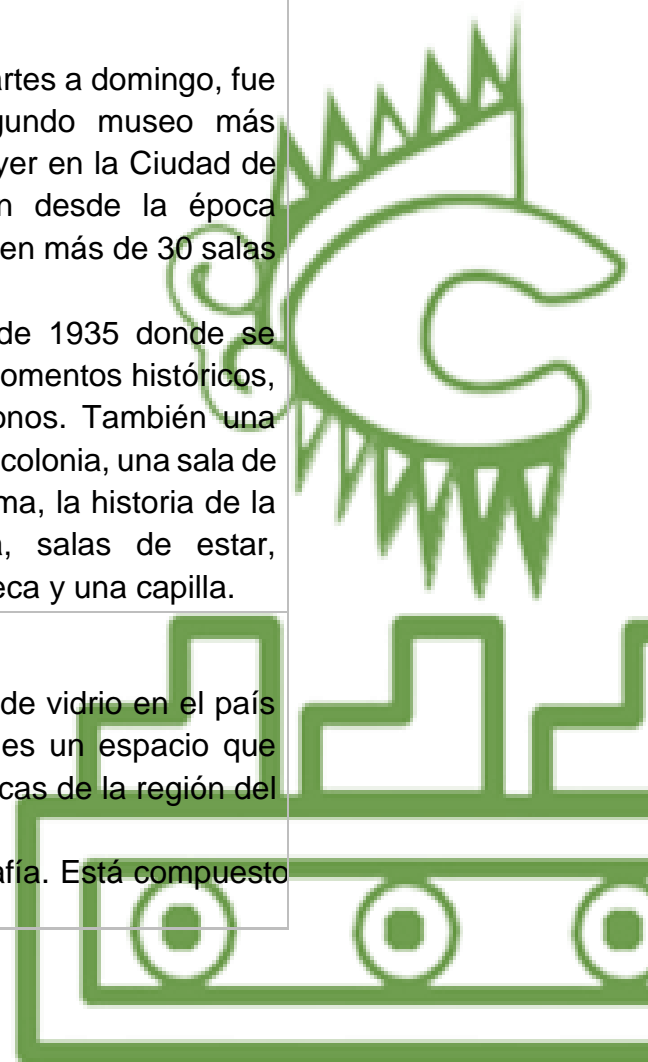 artes a domingo, fue
gundo museo más
yer en la Ciudad de
n desde la época
en más de 30 salas
de 1935 donde se
omentos históricos,
onos. También una
colonia, una sala de
ma, la historia de la
a, salas de estar,
eca y una capilla.
de vidrio en el país
es un espacio que
cas de la región del
afía. Está compuesto